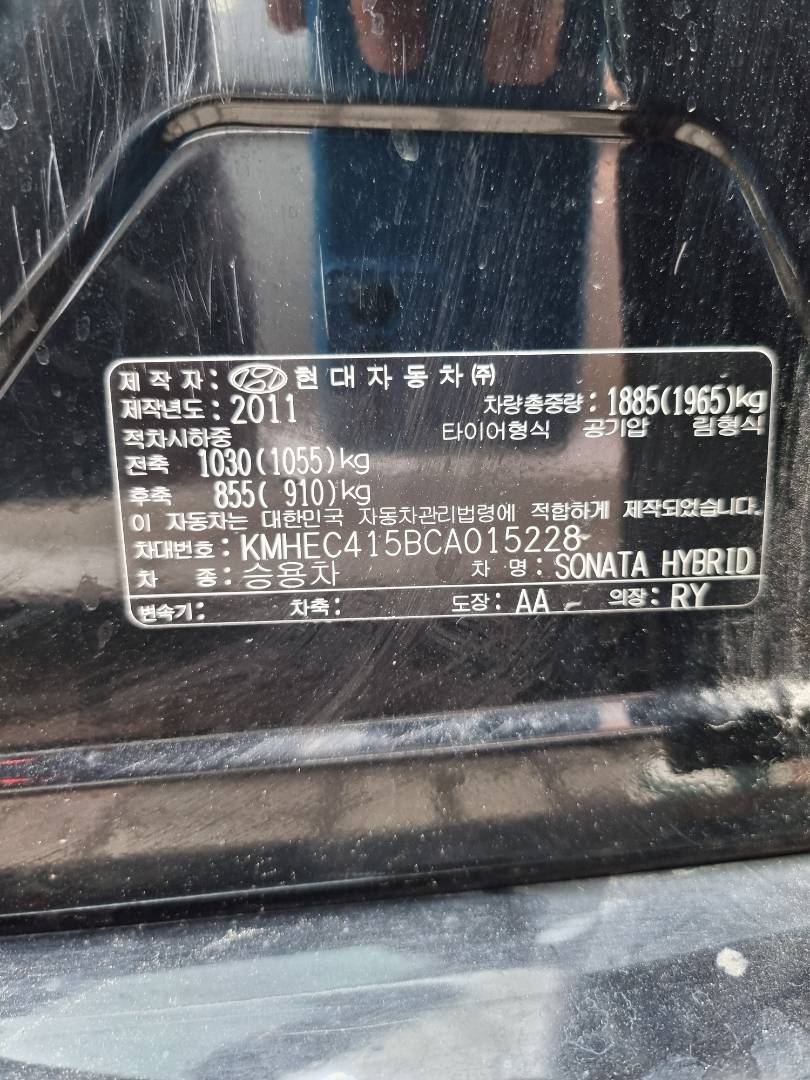 제 작 자 : 현 대 자 동 차 ㈜
제작년도 : 2011 차량총중량 : 1885(1965)kg
적차시하중 타이어형식 공기압 림형식
전축 1030(1055)kg
후축 855( 910)kg
이 자동차는 대한민국 자동차관리법령에 적합하게 제작되었습니다.
차대번호 : KMHEC415BCA015228
차 종 : 승용차 차 명 : SONATA HYBRID
변속기 : 차축 : 도장 : AA 의장 : RY